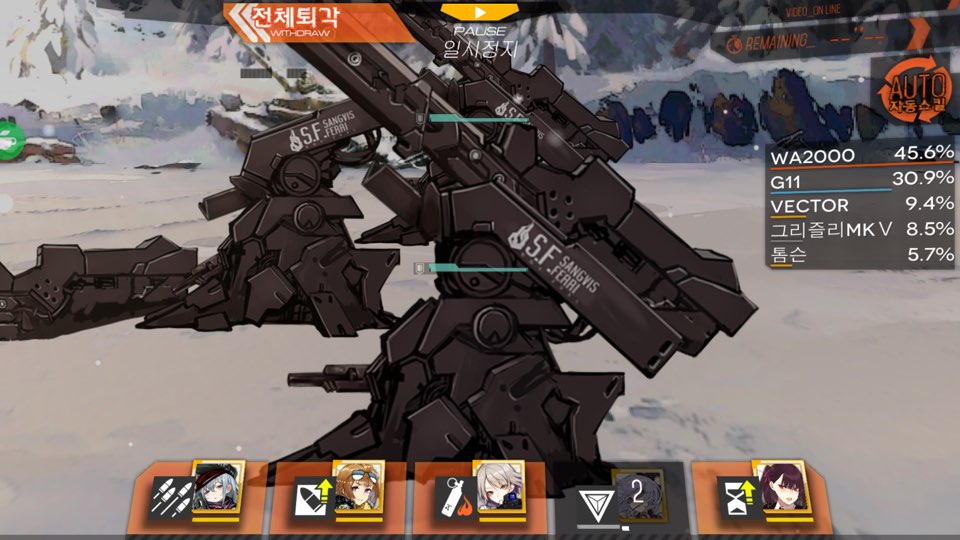 전체퇴각
WITHDRAW
PAUSE
일시정지
VIDEO_ON LINE
REMAINING_ --:--
AUTO
자동스킬
WA2000 45.6%
G11 30.9%
VECTOR 9.4%
그리즐리MK V 8.5%
톰슨 5.7%
S.F. SANGVIS
FERRI
S.F.
S.F SANGVIS
FERRI
2